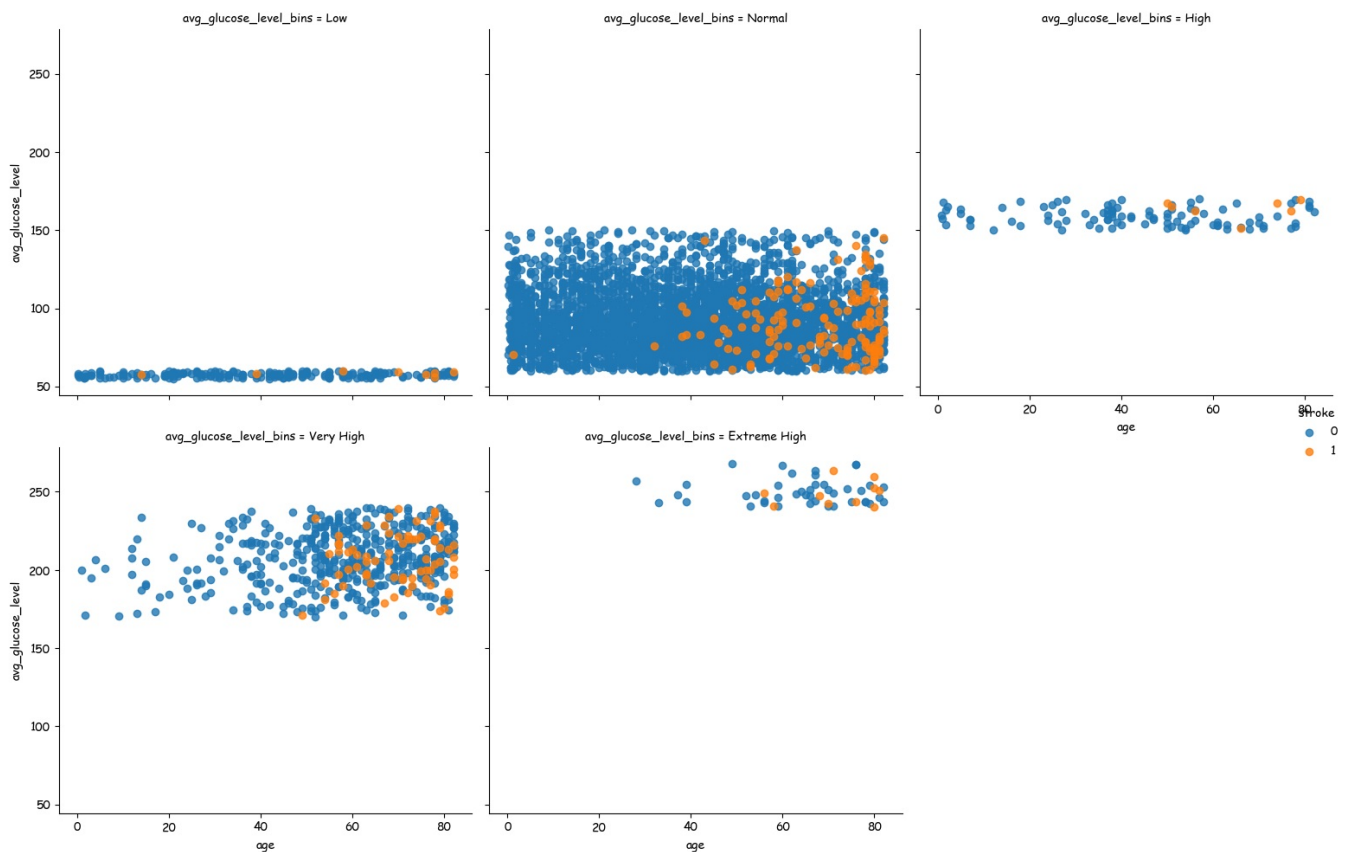 avg_glucose_level_bins = Low
avg_glucose_level_bins = Normal
avg_glucose_level_bins = High
250
200
150
100
50
avg_glucose_level
0 20 40 60 80
age
stroke
0
1
avg_glucose_level_bins = Very High
avg_glucose_level_bins = Extreme High
250
200
150
100
50
avg_glucose_level
0 20 40 60 80
age
0 20 40 60 80
age